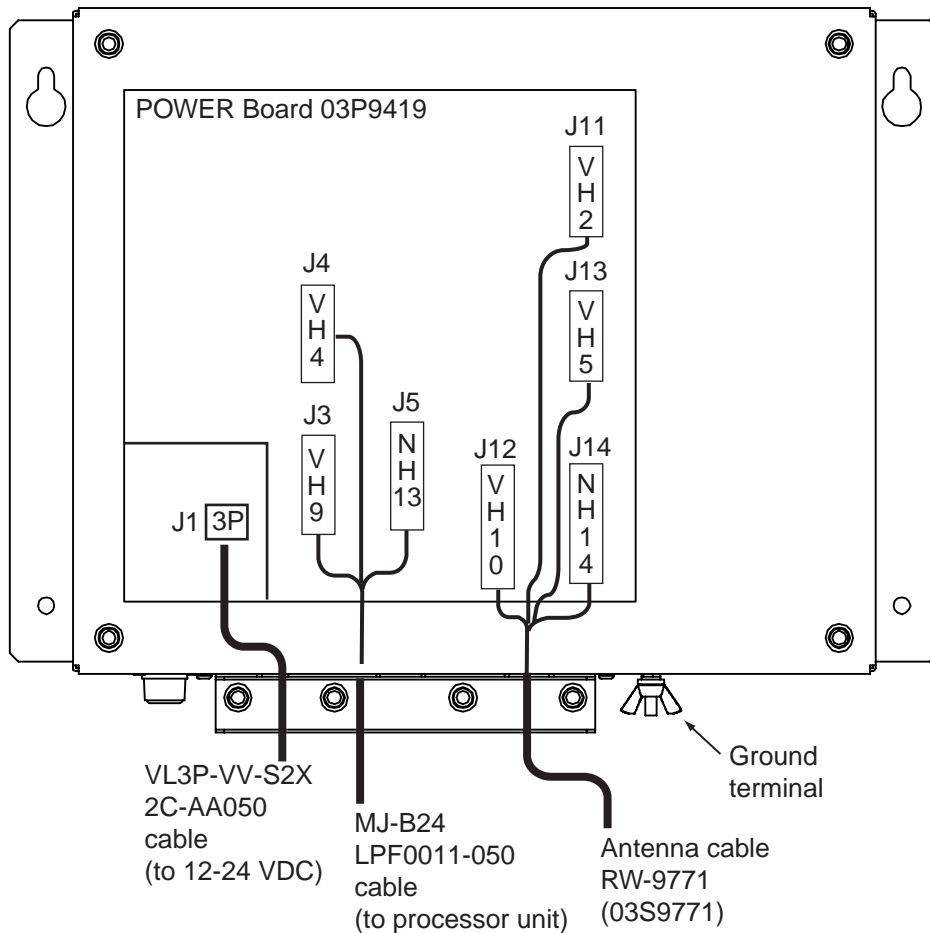 POWER Board 03P9419
J11
VH2
J13
VH5
J4
VH4
J3
VH9
J5
NH13
J12
VH10
J14
NH14
J1
3P
VL3P-VV-S2X
2C-AA050
cable
(to 12-24 VDC)
MJ-B24
LPF0011-050
cable
(to processor unit)
Antenna cable
RW-9771
(03S9771)
Ground
terminal